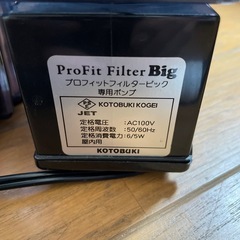 ProFit Filter Big
プロフィットフィルタービック
専用ポンプ
KOTOBUKI KOGEI
JET
定格電圧：AC100V
定格周波数：50/60Hz
定格消費電力：6/5W
屋内用
KOTOBUKI